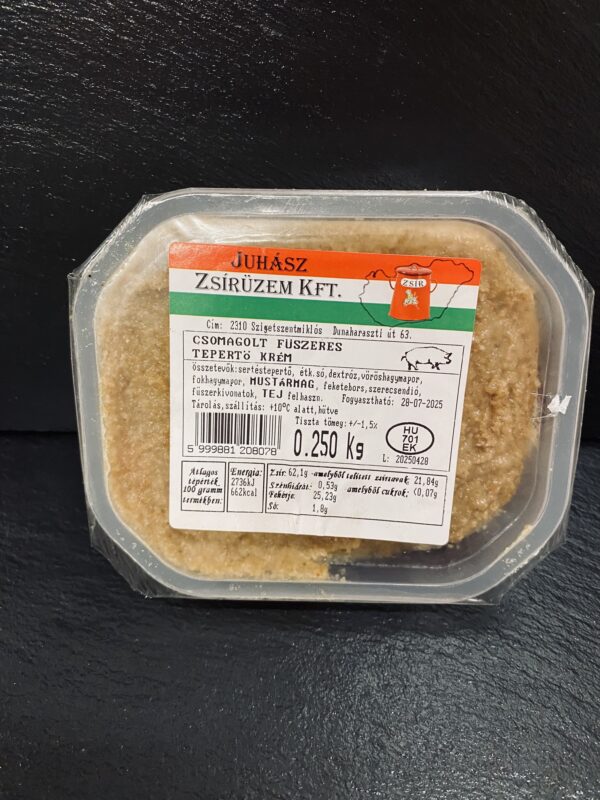 JUHÁSZ
ZSÍRÜZEM KFT.
ZSÍR
Cím: 2310 Szigetszentmiklós Dunaharaszti út 63.
CSOMAGOLT FÜSZERES
TEPERTÖ KRÉM
összetevők:sertéstepertő, étk.só,dextróz,vöröshagymapor,
fokhagymapor, MUSTÁRMAG, feketebors, szerecsendió,
fűszerkivonatok, TEJ felhaszn. Fogyasztható: 28-07-2025
Tárolás,szállítás: +10°C alatt,hűtve
Tiszta tömeg:+/-1,5%
0.250 kg
HU
701
EK
5 999881 208078
L: 20250428
Átlagos
tápérték
100 gramm
termékben:
Energia:
2736kJ
662kcal
Zsír: 62,1g -amelyből telített zsírsavak: 21,84g
Szénhidrát: 0,53g amelyből cukrok: <0,07g
Fehérje: 25,23g
Só: 1,8g